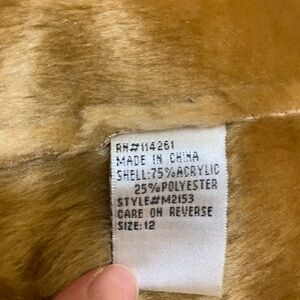 RN#114261
MADE IN CHINA
SHELL:75%ACRYLIC
25%POLYESTER
STYLE#M2153
CARE ON REVERSE
SIZE:12